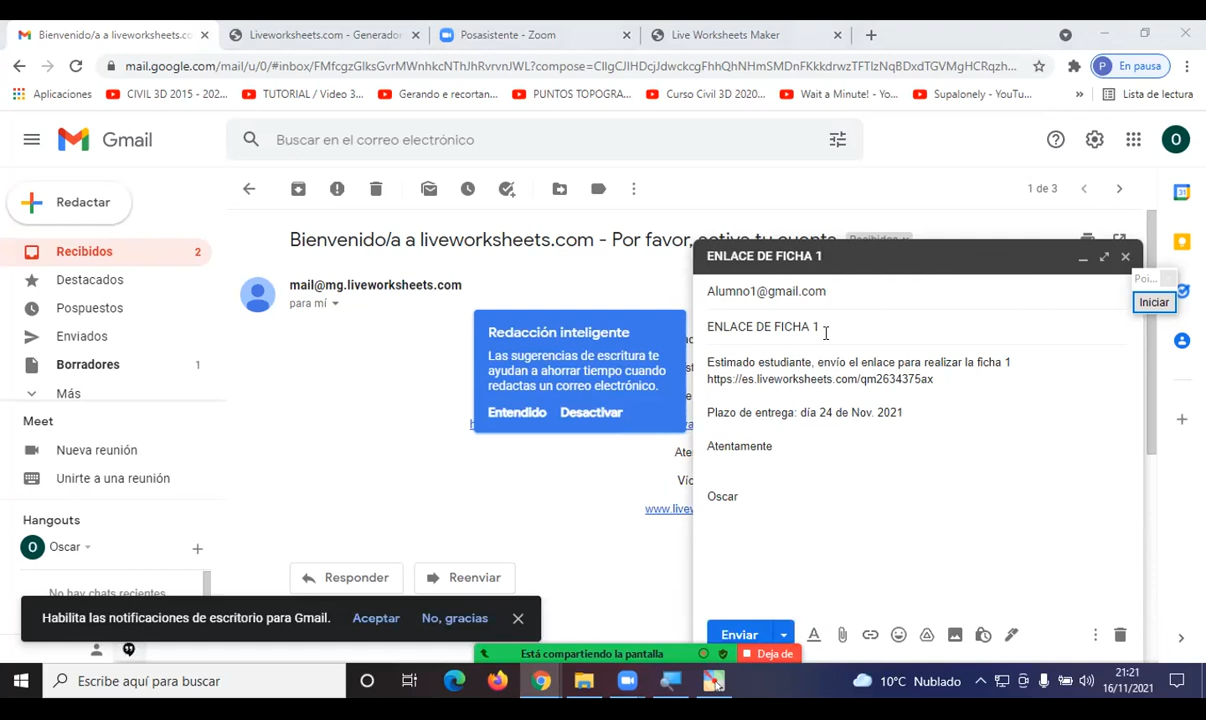 Bienvenido/a a liveworksheets.co
Liveworksheets.com - Generador
Posasistente - Zoom
Live Worksheets Maker
mail.google.com/mail/u/0/#inbox/FMfcgzGlksGvrMWnhkcNThJhRvrvnJWL?compose=CllgCJlHDcjJdwckcgFhhQhNHmSMDnFKkkdrwzTFTlzNqBDxdTGVMgHCRqzh...
En pausa
Aplicaciones
CIVIL 3D 2015 - 202...
TUTORIAL / Video 3...
Gerando e recortan...
PUNTOS TOPOGRA...
Curso Civil 3D 2020...
Wait a Minute! - Yo...
Supalonely - YouTu...
Lista de lectura
Gmail
Buscar en el correo electrónico
O
Redactar
1 de 3
Recibidos
2
Destacados
Pospuestos
Enviados
Borradores
1
Más
Meet
Nueva reunión
Unirte a una reunión
Hangouts
O
Oscar
No hay chats recientes
Bienvenido/a a liveworksheets.com - Por favor, active tu cuenta
Recibidos
mail@mg.liveworksheets.com
para mí
Redacción inteligente
Las sugerencias de escritura te
ayudan a ahorrar tiempo cuando
redactas un correo electrónico.
Entendido
Desactivar
Ate
Víc
www.live
Responder
Reenviar
ENLACE DE FICHA 1
Alumno1@gmail.com
ENLACE DE FICHA 1
Estimado estudiante, envío el enlace para realizar la ficha 1
https://es.liveworksheets.com/qm2634375ax
Plazo de entrega: día 24 de Nov. 2021
Atentamente
Oscar
Enviar
Poi...
Iniciar
Habilita las notificaciones de escritorio para Gmail.
Aceptar
No, gracias
Está compartiendo la pantalla
Deja de
Escribe aquí para buscar
10°C Nublado
21:21
16/11/2021